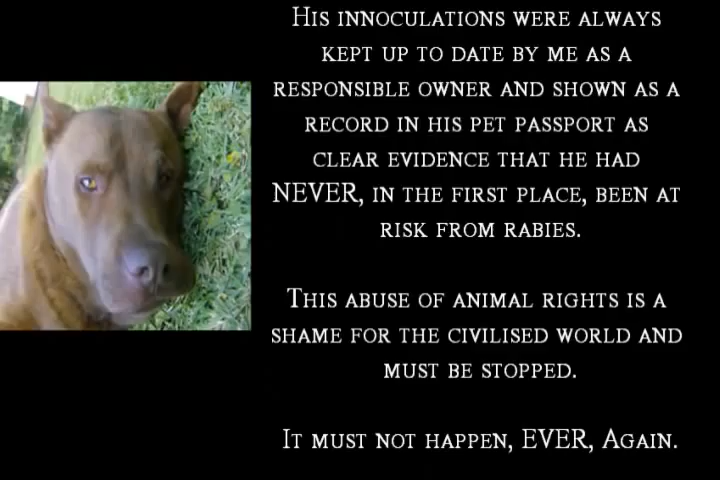 His innoculations were always
kept up to date by me as a
responsible owner and shown as a
record in his pet passport as
clear evidence that he had
NEVER, in the first place, been at
risk from rabies.
This abuse of animal rights is a
shame for the civilised world and
must be stopped.
It must not happen, EVER, Again.